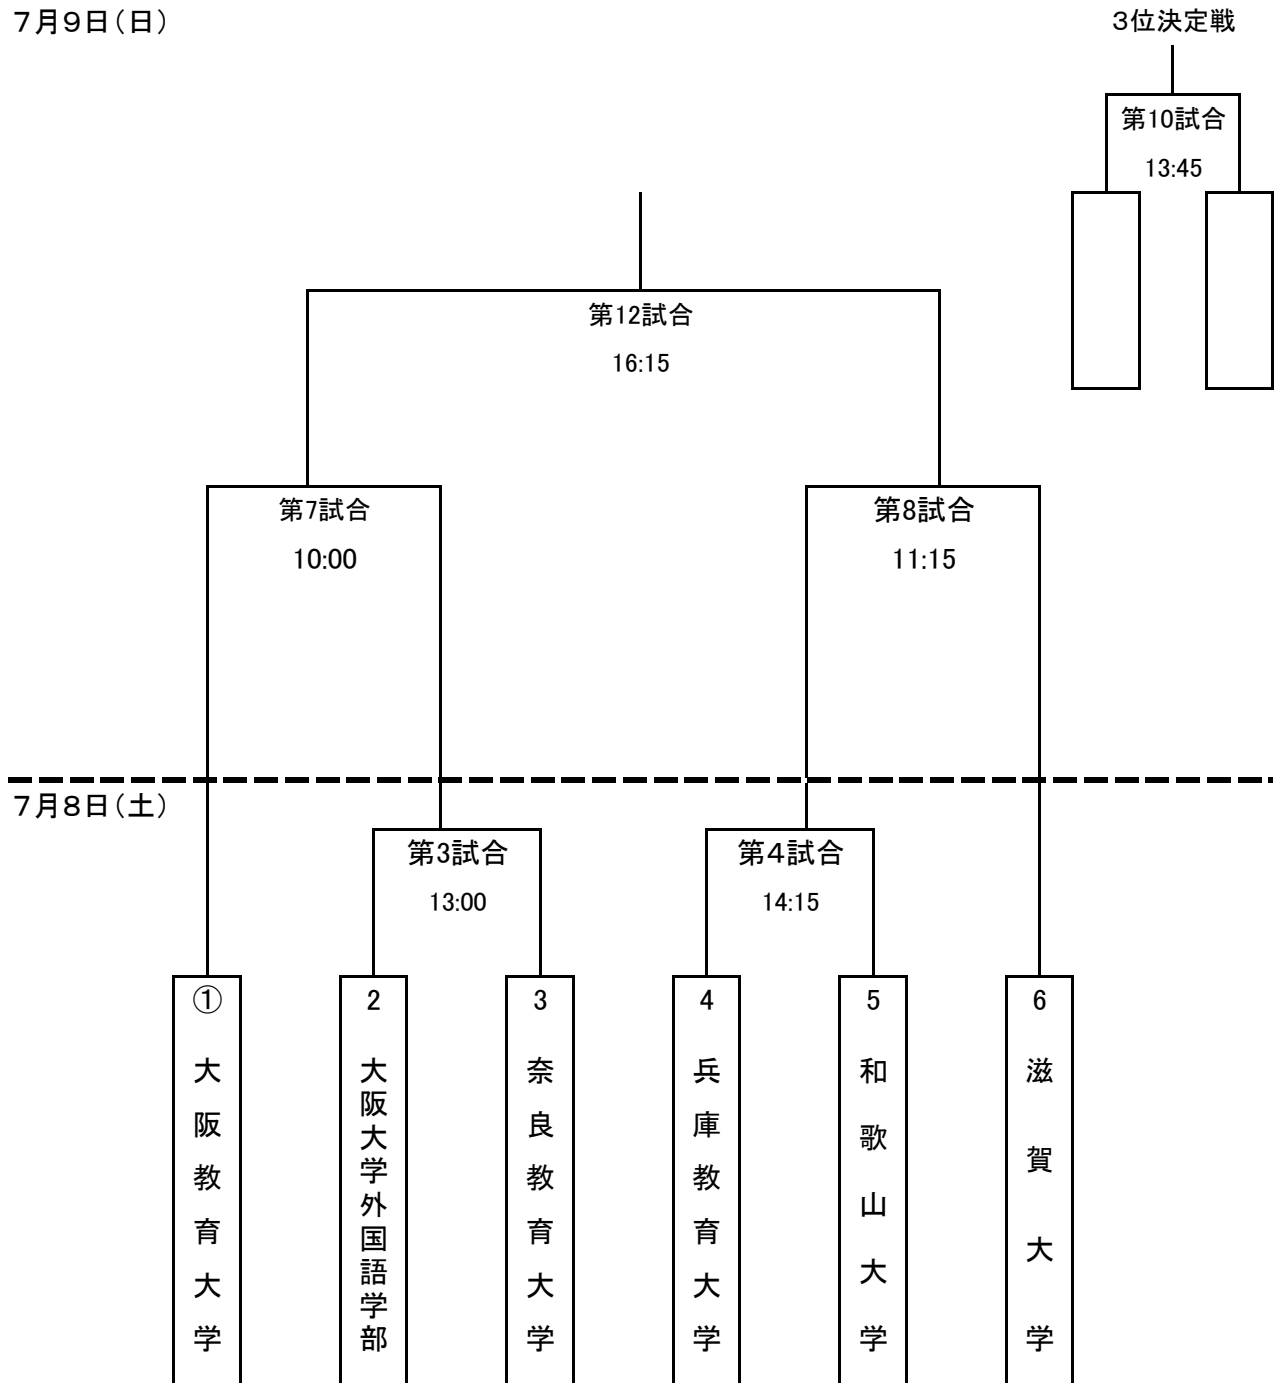 ７月９日（日）
３位決定戦
第10試合
13:45
第12試合
16:15
第7試合
10:00
第8試合
11:15
７月８日（土）
第3試合
13:00
第４試合
14:15
①
大阪教育大学
2
大阪大学外国語学部
3
奈良教育大学
4
兵庫教育大学
5
和歌山大学
6
滋賀大学